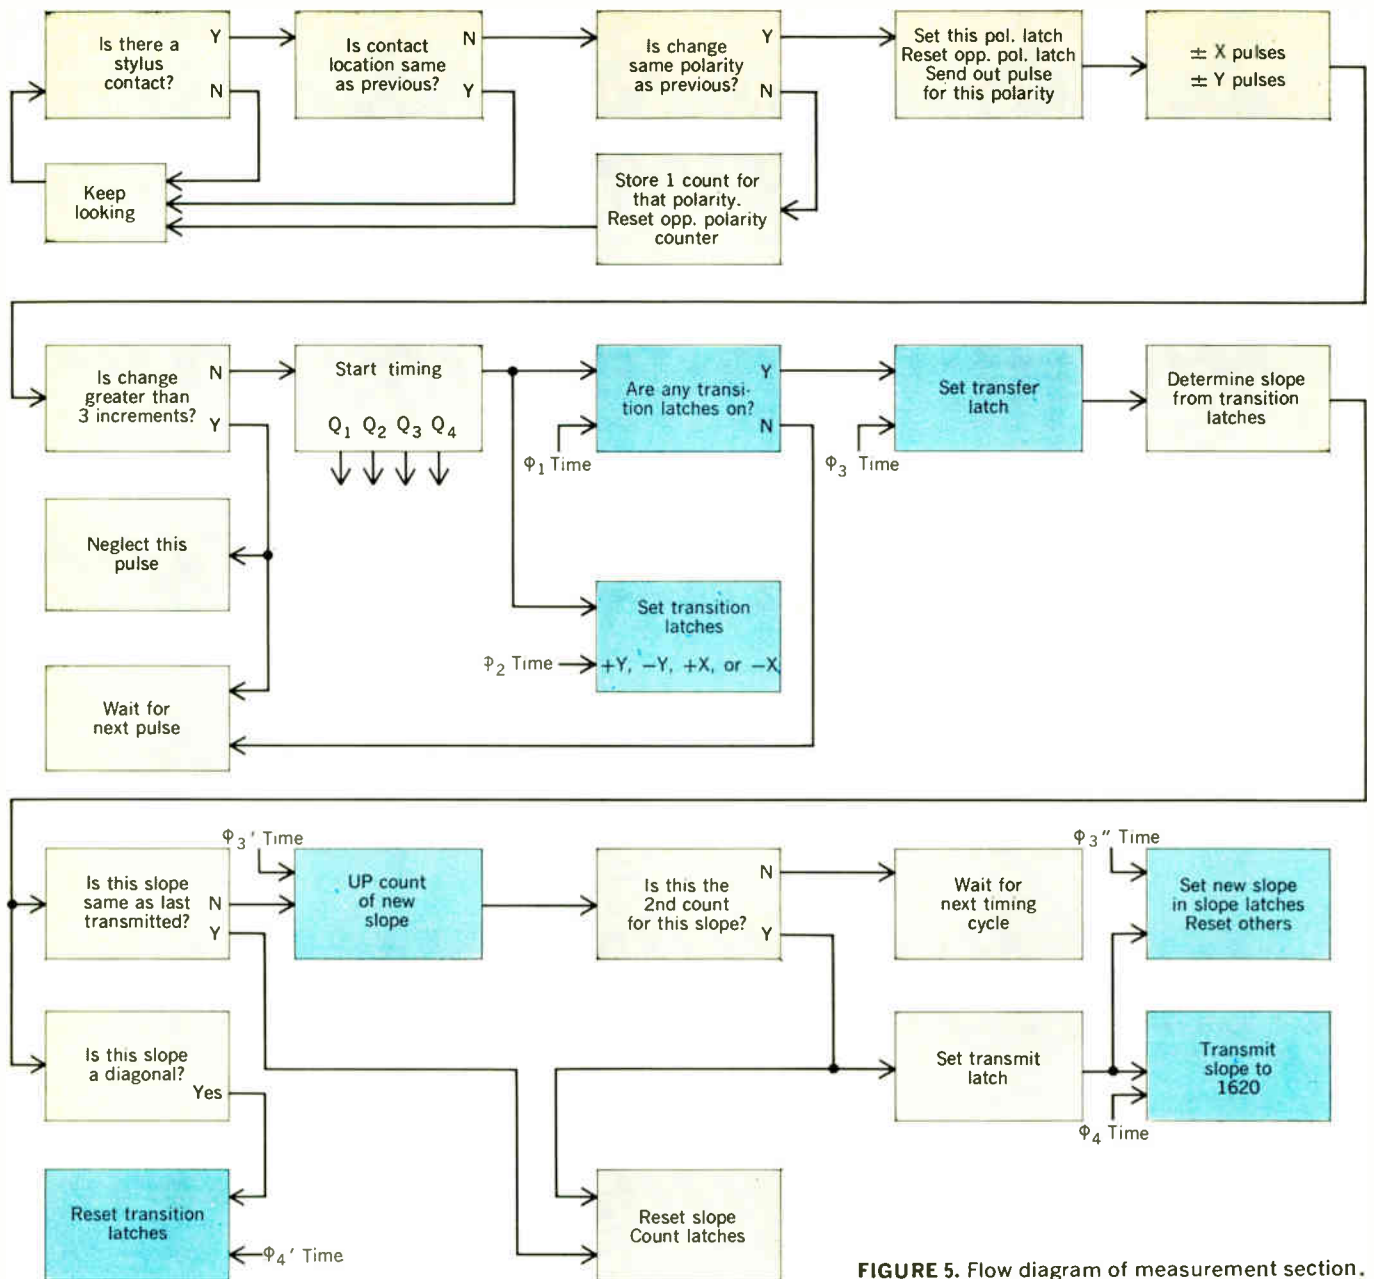 Is there a
stylus
contact?
Y
N
Is contact
location same
as previous?
N
Y
Is change
same polarity
as previous?
Y
N
Set this pol. latch
Reset opp. pol. latch
Send out pulse
for this polarity
± X pulses
± Y pulses
Keep
looking
Store 1 count for
that polarity.
Reset opp. polarity
counter
Is change
greater than
3 increments?
N
Y
Start timing
Q1 Q2 Q3 Q4
Are any transi-
tion latches on?
Y
N
Φ1 Time
Set transfer
latch
Φ3 Time
Determine slope
from transition
latches
Neglect this
pulse
Set transition
latches
+Y, −Y, +X, or −X
Φ2 Time
Wait for
next pulse
Φ3' Time
Is this slope
same as last
transmitted?
N
Y
UP count
of new
slope
Is this the
2nd count
for this slope?
N
Y
Wait for
next timing
cycle
Φ3" Time
Set new slope
in slope latches
Reset others
Is this slope
a diagonal?
Yes
Set transmit
latch
Transmit
slope to
1620
Φ4 Time
Reset transition
latches
Φ4' Time
Reset slope
Count latches
FIGURE 5. Flow diagram of measurement section.